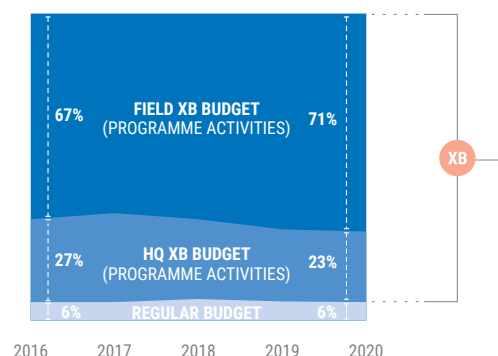 67%
FIELD XB BUDGET
(PROGRAMME ACTIVITIES)
71%
XB
27%
HQ XB BUDGET
(PROGRAMME ACTIVITIES)
23%
6%
REGULAR BUDGET
6%
2016 2017 2018 2019 2020